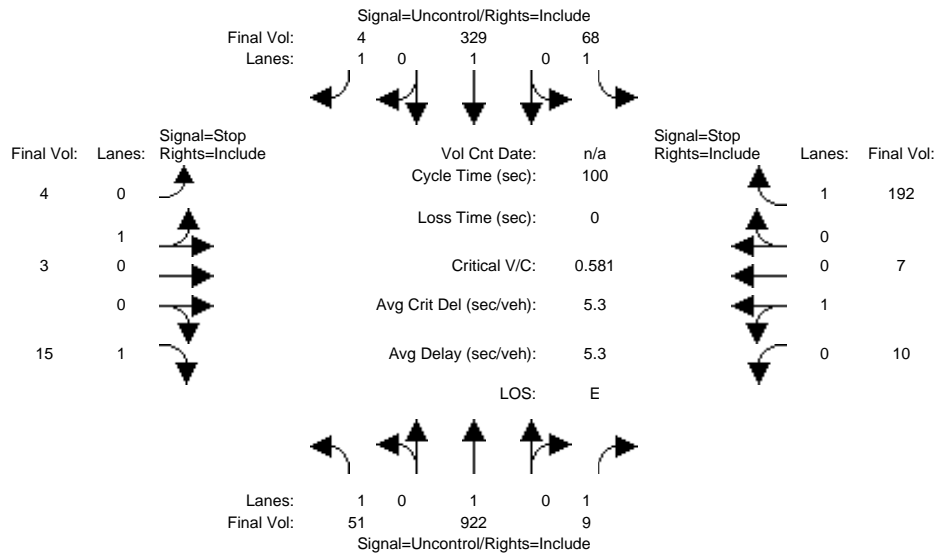 Signal=Uncontrol/Rights=Include
Final Vol: 4 329 68
Lanes: 1 0 1 0 1
Signal=Stop Signal=Stop
Final Vol: Lanes: Rights=Include Vol Cnt Date: n/a Rights=Include Lanes: Final Vol:
Cycle Time (sec): 100
4 0 1 192
Loss Time (sec): 0
1 0
3 0 Critical V/C: 0.581 0 7
0 Avg Crit Del (sec/veh): 5.3 1
15 1 Avg Delay (sec/veh): 5.3 0 10
LOS: E
Lanes: 1 0 1 0 1
Final Vol: 51 922 9
Signal=Uncontrol/Rights=Include